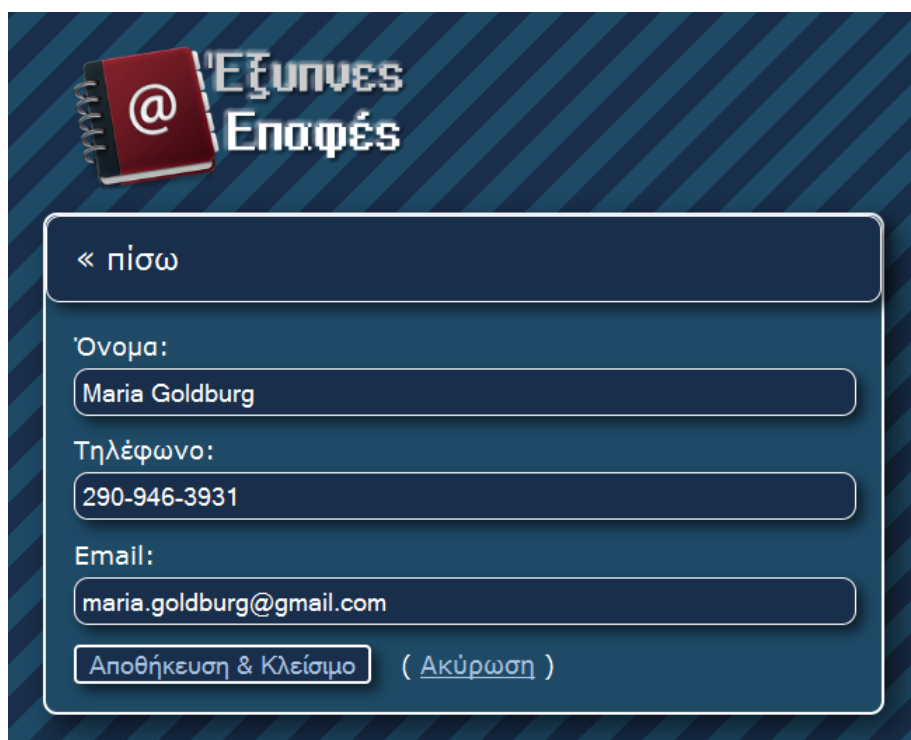 @
Έξυπνες
Επαφές
« πίσω
Όνομα:
Maria Goldburg
Τηλέφωνο:
290-946-3931
Email:
maria.goldburg@gmail.com
Αποθήκευση & Κλείσιμο ( Ακύρωση )